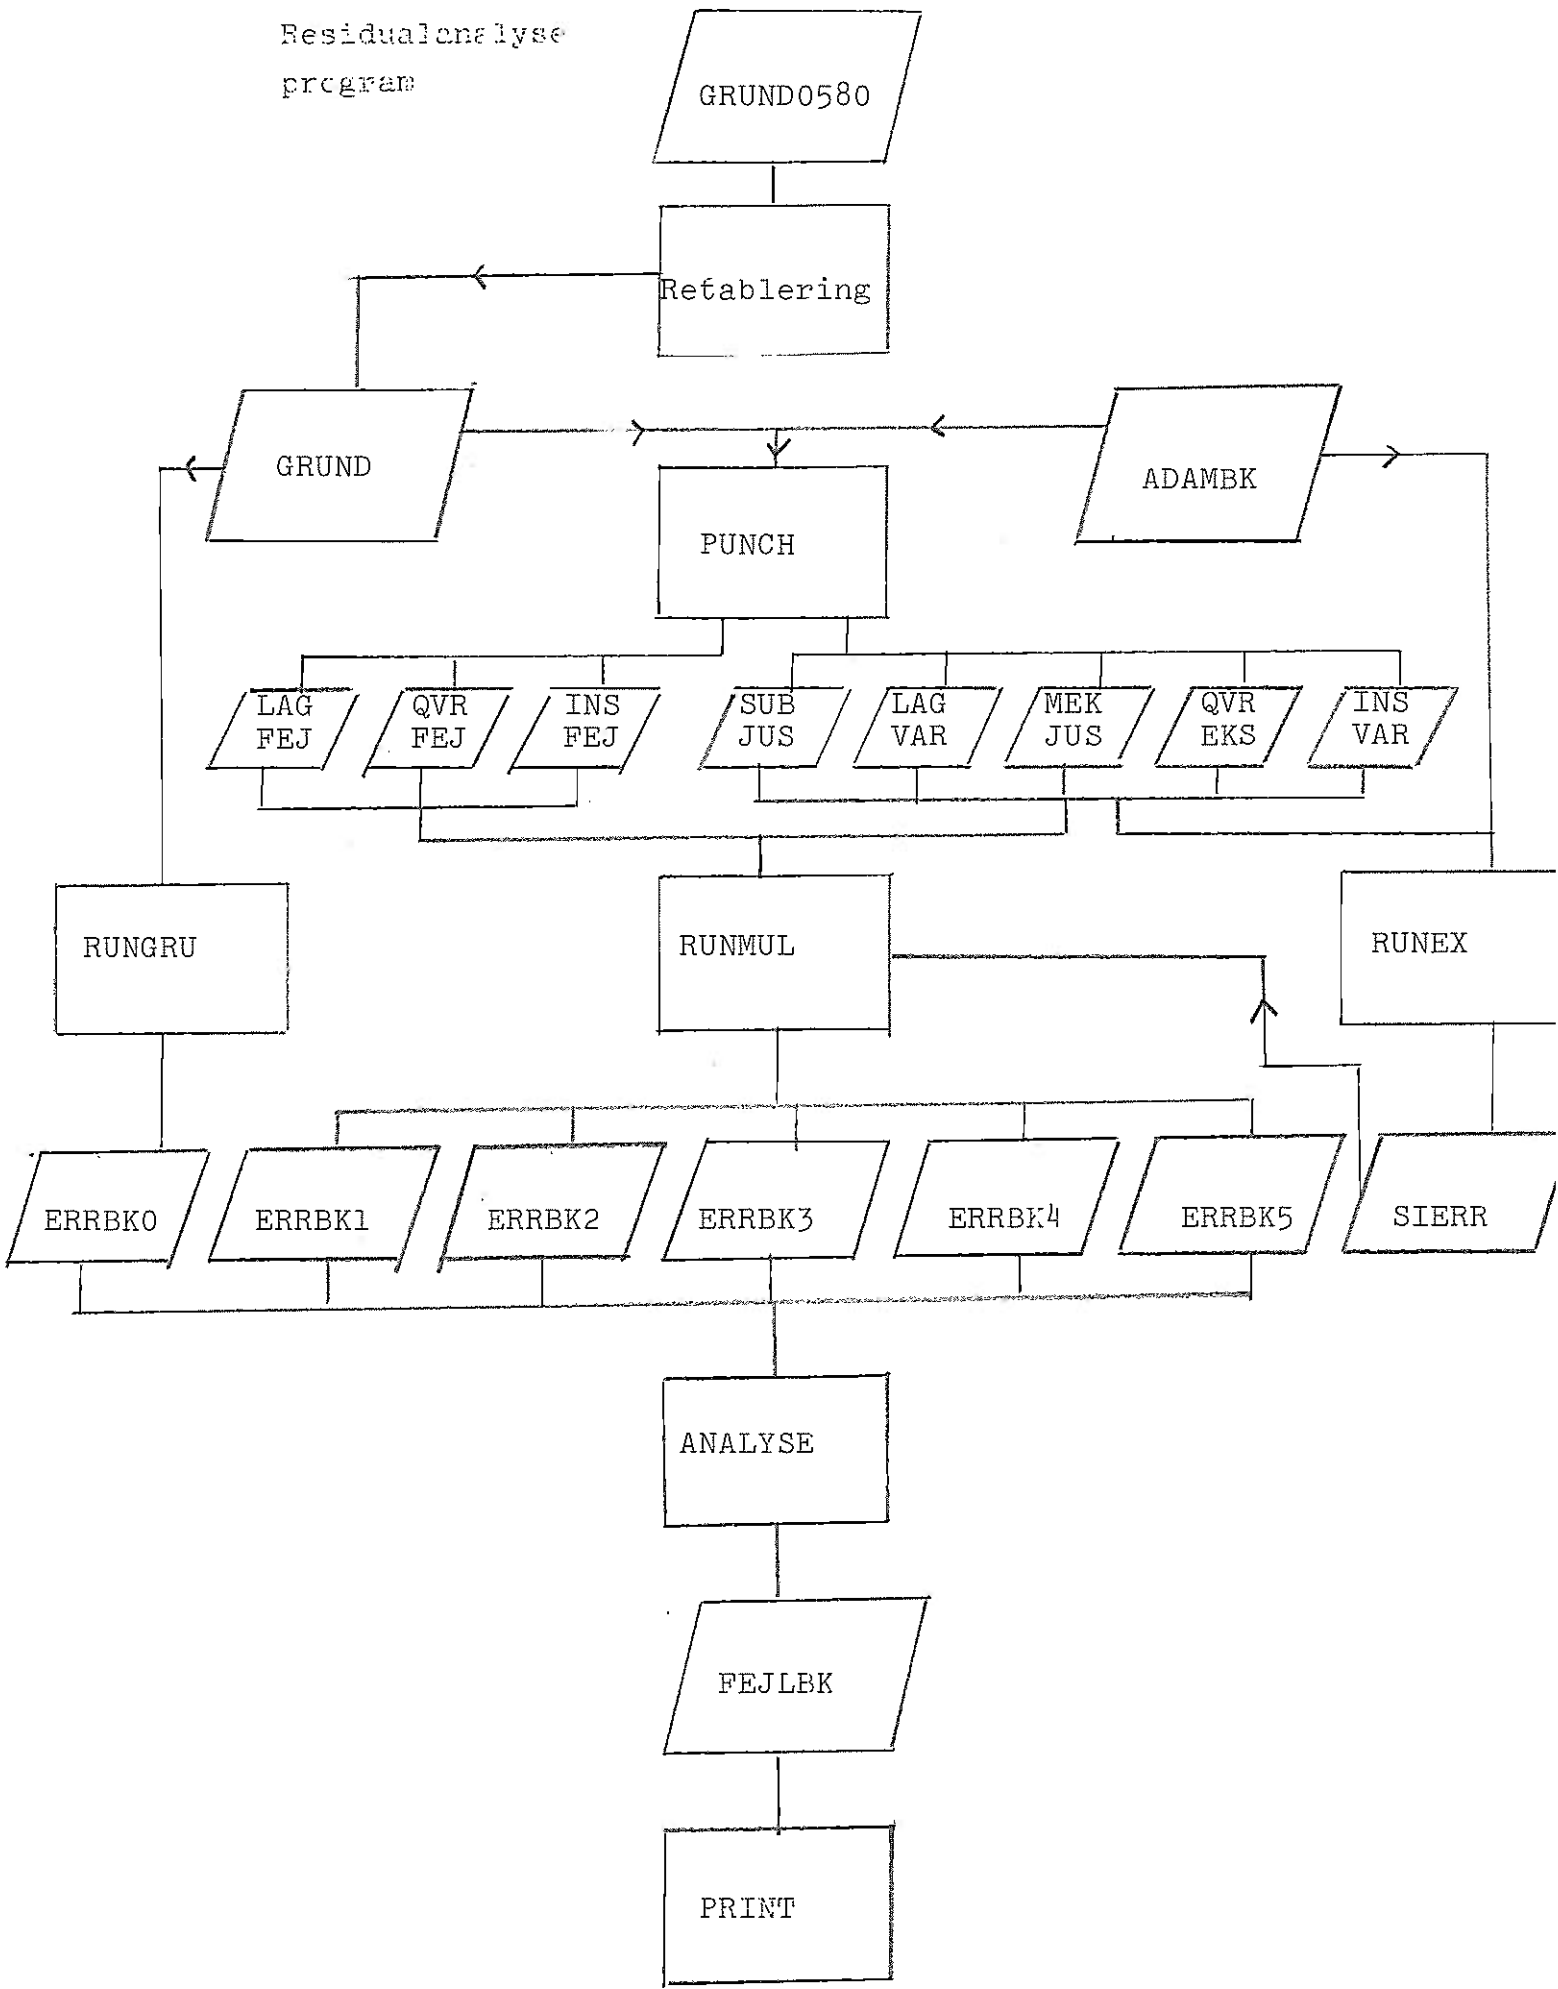 Residualanalyse
program
GRUND0580
Retablering
GRUND
ADAMBK
PUNCH
LAG
FEJ
QVR
FEJ
INS
FEJ
SUB
JUS
LAG
VAR
MEK
JUS
QVR
EKS
INS
VAR
RUNGRU
RUNMUL
RUNEX
ERRBK0
ERRBK1
ERRBK2
ERRBK3
ERRBK4
ERRBK5
SIERR
ANALYSE
FEJLBK
PRINT